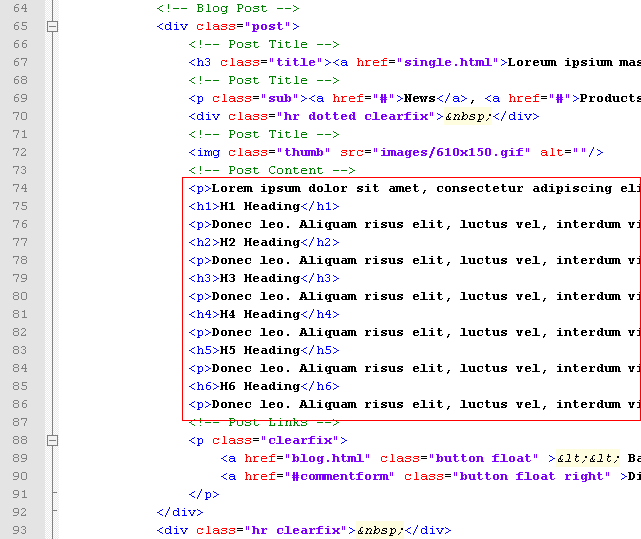 64 <!-- Blog Post -->
65 <div class="post">
66 <!-- Post Title -->
67 <h3 class="title"><a href="single.html">Loreum ipsium mas
68 <!-- Post Title -->
69 <p class="sub"><a href="#">News</a>, <a href="#">Products
70 <div class="hr dotted clearfix">&nbsp;</div>
71 <!-- Post Title -->
72 <img class="thumb" src="images/610x150.gif" alt=""/>
73 <!-- Post Content -->
74 <p>Lorem ipsum dolor sit amet, consectetur adipiscing eli
75 <h1>H1 Heading</h1>
76 <p>Donec leo. Aliquam risus elit, luctus vel, interdum vi
77 <h2>H2 Heading</h2>
78 <p>Donec leo. Aliquam risus elit, luctus vel, interdum vi
79 <h3>H3 Heading</h3>
80 <p>Donec leo. Aliquam risus elit, luctus vel, interdum vi
81 <h4>H4 Heading</h4>
82 <p>Donec leo. Aliquam risus elit, luctus vel, interdum vi
83 <h5>H5 Heading</h5>
84 <p>Donec leo. Aliquam risus elit, luctus vel, interdum vi
85 <h6>H6 Heading</h6>
86 <p>Donec leo. Aliquam risus elit, luctus vel, interdum vi
87 <!-- Post Links -->
88 <p class="clearfix">
89 <a href="blog.html" class="button float" >&lt;&lt; Ba
90 <a href="#commentform" class="button float right" >Di
91 </p>
92 </div>
93 <div class="hr clearfix">&nbsp;</div>